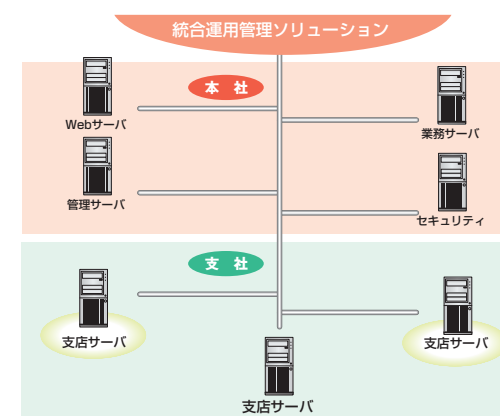 統合運用管理ソリューション
本 社
Webサーバ
業務サーバ
管理サーバ
セキュリティ
支 社
支店サーバ
支店サーバ
支店サーバ